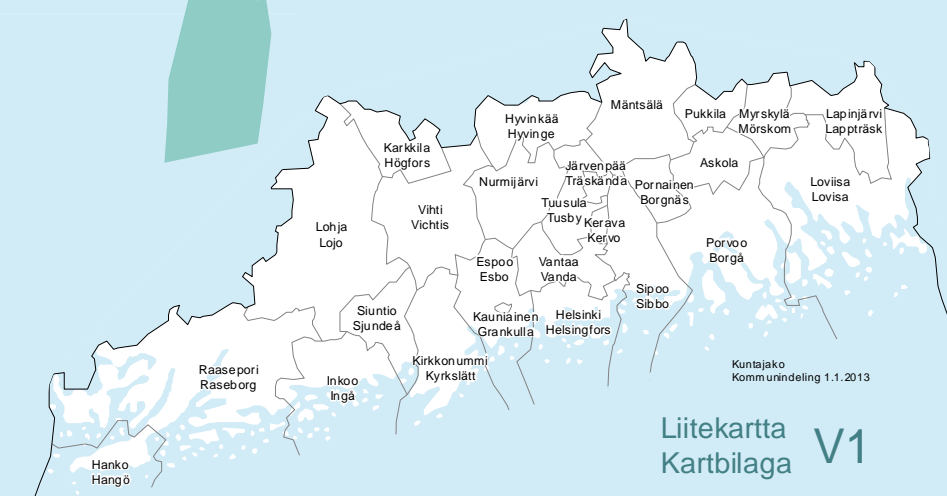 Mäntsälä
Hyvinkää
Hyvinge
Pukkila
Myrskylä
Mörskom
Lapinjärvi
Lappträsk
Karkkila
Högfors
Askola
Järvenpää
Träskända
Nurmijärvi
Pornainen
Borgnäs
Loviisa
Lovisa
Vihti
Vichtis
Tuusula
Tusby
Kerava
Kervo
Lohja
Lojo
Porvoo
Borgå
Espoo
Esbo
Vantaa
Vanda
Sipoo
Sibbo
Siuntio
Sjundeå
Kauniainen
Grankulla
Helsinki
Helsingfors
Kirkkonummi
Kyrkslätt
Raasepori
Raseborg
Inkoo
Ingå
Kuntajako
Kommunindeling 1.1.2013
Liitekartta
Kartbilaga
V1
Hanko
Hangö